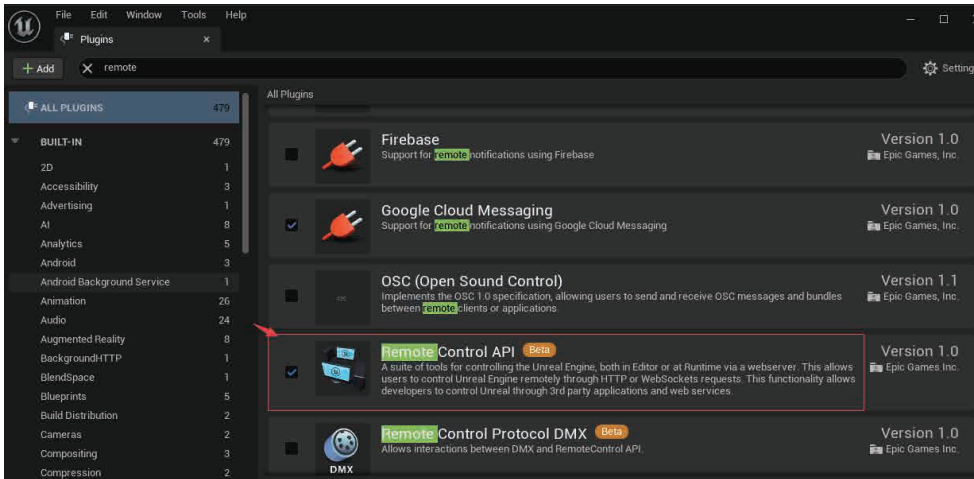 File Edit Window Tools Help
Plugins
Add remote Setting
ALL PLUGINS 479
BUILT-IN 479
2D 1
Accessibility 3
Advertising 1
AI 8
Analytics 5
Android 3
Android Background Service 1
Animation 26
Audio 24
Augmented Reality 8
BackgroundHTTP 1
BlendSpace 1
Blueprints 5
Build Distribution 2
Cameras 2
Compositing 3
Compression 2
All Plugins
Firebase Version 1.0
Support for remote notifications using Firebase Epic Games, Inc.
Google Cloud Messaging Version 1.0
Support for remote notifications using Google Cloud Messaging Epic Games, Inc.
OSC (Open Sound Control) Version 1.1
Implements the OSC 1.0 specification, allowing users to send and receive OSC messages and bundles Epic Games, Inc.
between remote clients or applications
Remote Control API Beta Version 1.0
A suite of tools for controlling the Unreal Engine, both in Editor or at Runtime via a webserver. This allows Epic Games Inc.
users to control Unreal Engine remotely through HTTP or WebSockets requests. This functionality allows
developers to control Unreal through 3rd party applications and web services.
Remote Control Protocol DMX Beta Version 1.0
Allows interactions between DMX and RemoteControl API. Epic Games Inc.
DMX